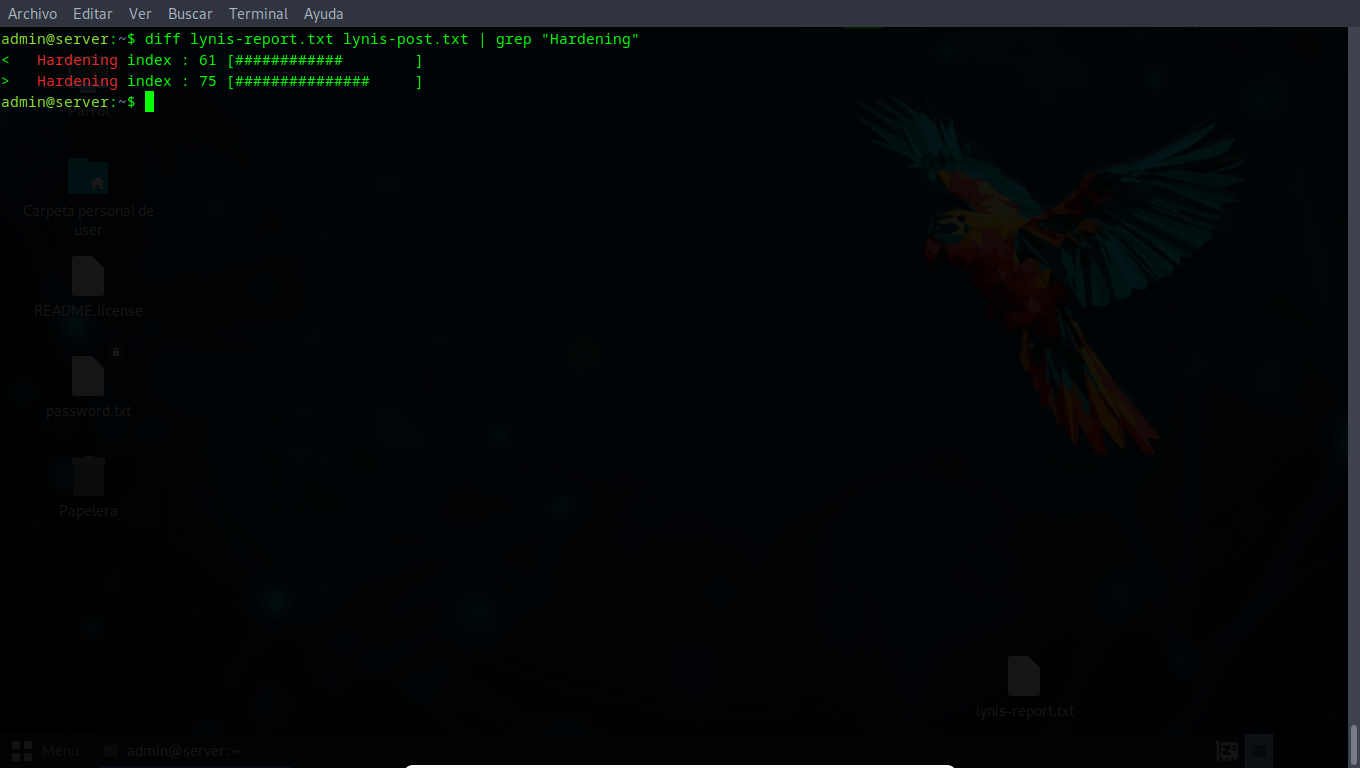 Archivo Editar Ver Buscar Terminal Ayuda
admin@server:~$ diff lynis-report.txt lynis-post.txt | grep "Hardening"
<   Hardening index : 61 [############        ]
>   Hardening index : 75 [###############     ]
admin@server:~$
Parrot
Carpeta personal de
user
README.license
password.txt
Papelera
lynis-report.txt
Menú
admin@server: ~